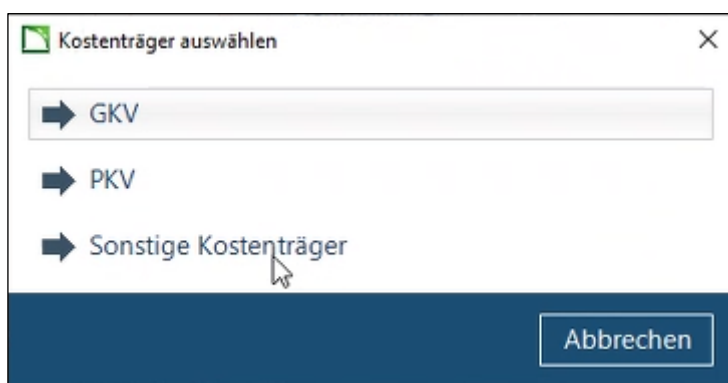 Kostenträger auswählen
GKV
PKV
Sonstige Kostenträger
Abbrechen